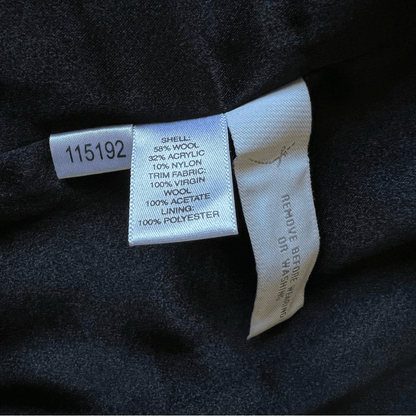 115192
SHELL:
58% WOOL
32% ACRYLIC
10% NYLON
TRIM FABRIC:
100% VIRGIN
WOOL
100% ACETATE
LINING:
100% POLYESTER
REMOVE BEFORE WEARING
OR WASHING